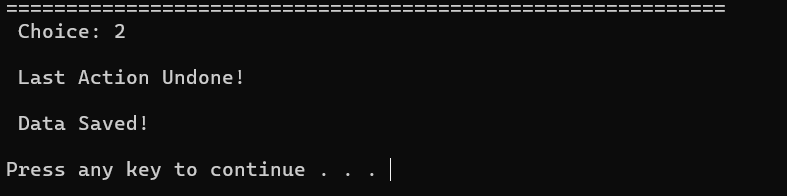 ============================================================
Choice: 2
Last Action Undone!
Data Saved!
Press any key to continue . . .